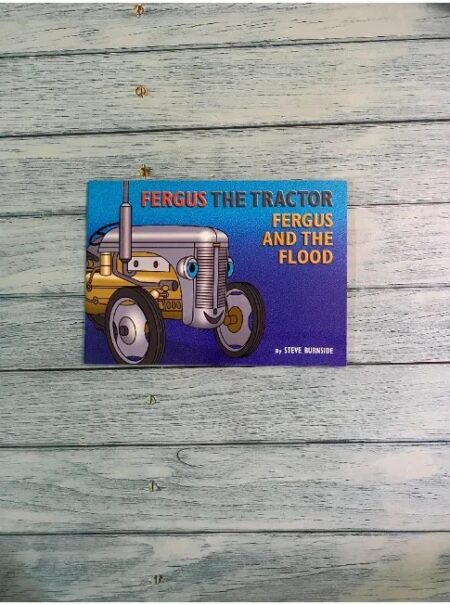 FERGUS THE TRACTOR
FERGUS
AND THE
FLOOD
By STEVE BURNSIDE